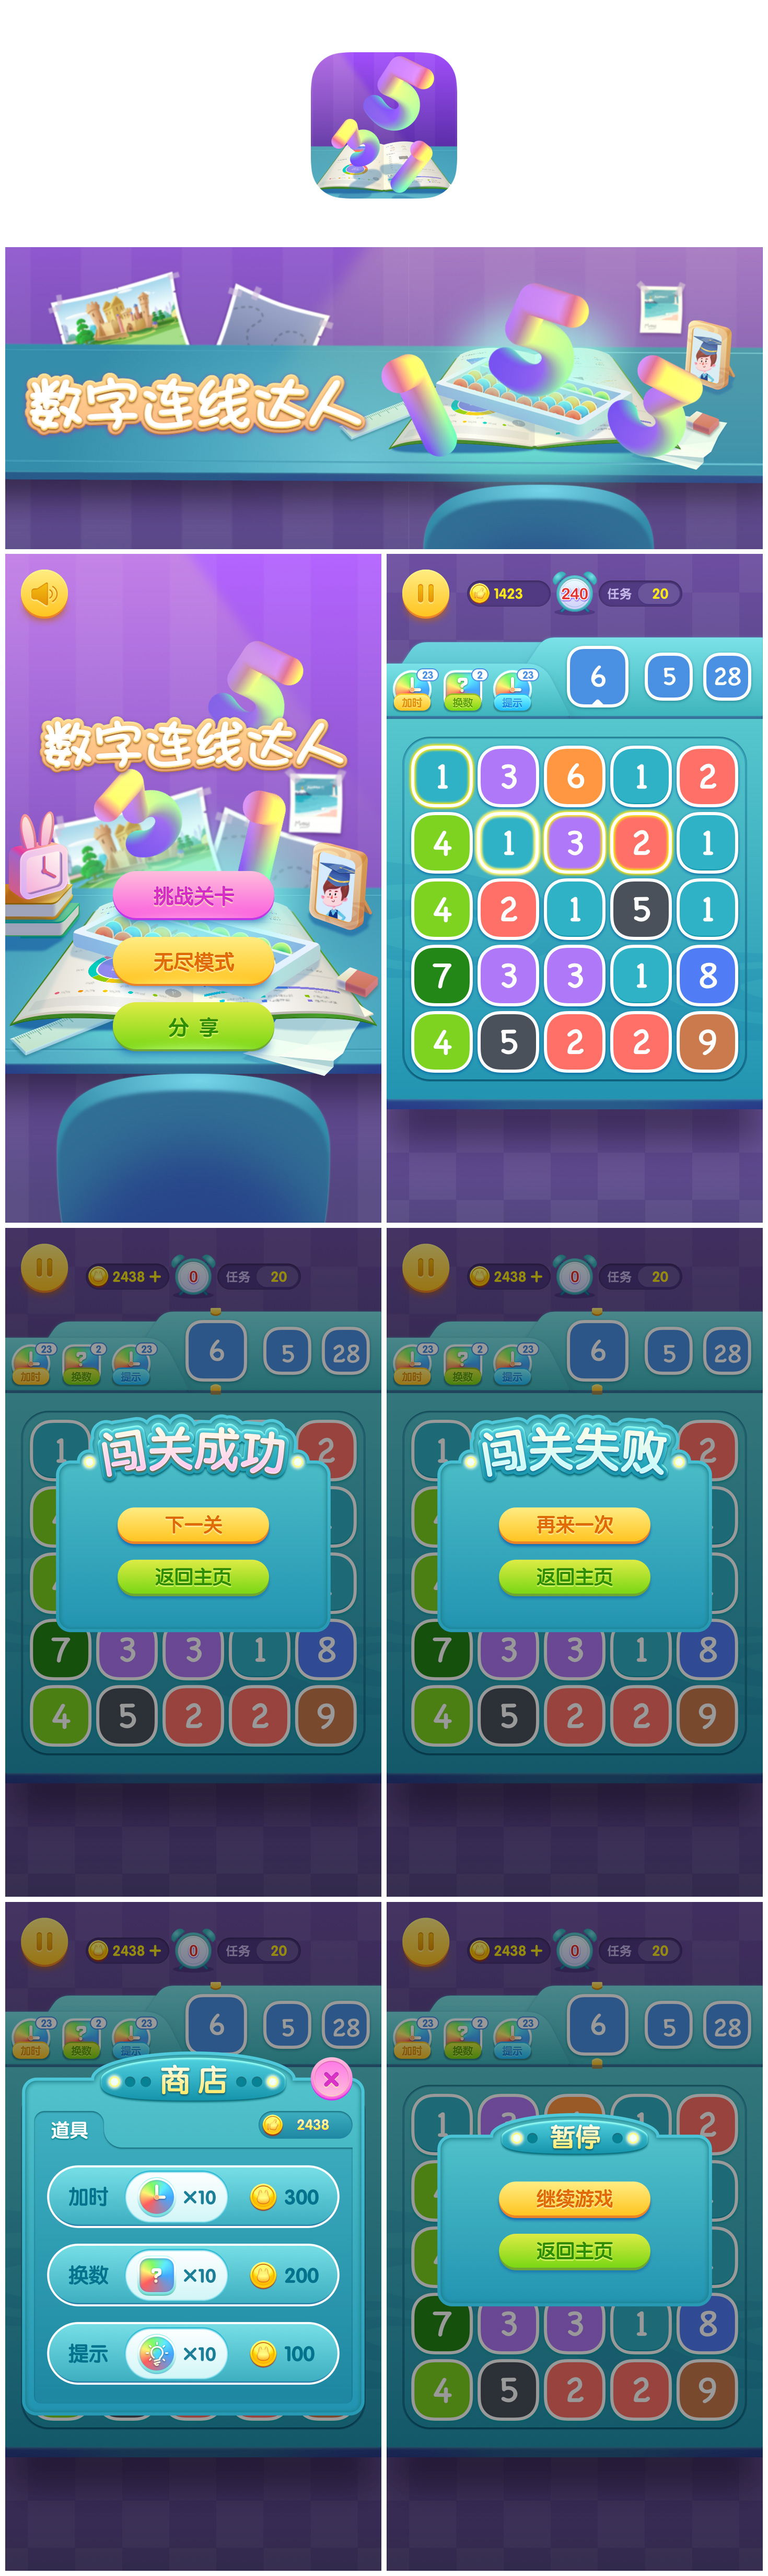 数字连线达人
1423
240
任务 20
23 2 23
加时 换数 提示
6 5 28
数字连线达人
挑战关卡
无尽模式
分享
1 3 6 1 2
4 1 3 2 1
4 2 1 5 1
7 3 3 1 8
4 5 2 2 9
2438 + 0 任务 20
23 2 23
加时 换数 提示
6 5 28
1 2
闯关成功
下一关
返回主页
7 3 3 1 8
4 5 2 2 9
2438 + 0 任务 20
23 2 23
加时 换数 提示
6 5 28
1 2
闯关失败
再来一次
返回主页
7 3 3 1 8
4 5 2 2 9
2438 + 0 任务 20
23 2 23
加时 换数 提示
6 5 28
商店
道具 2438
加时 ×10 300
换数 ? ×10 200
提示 ×10 100
2438 + 0 任务 20
23 2 23
加时 换数 提示
6 5 28
暂停
继续游戏
返回主页
7 3 3 1 8
4 5 2 2 9